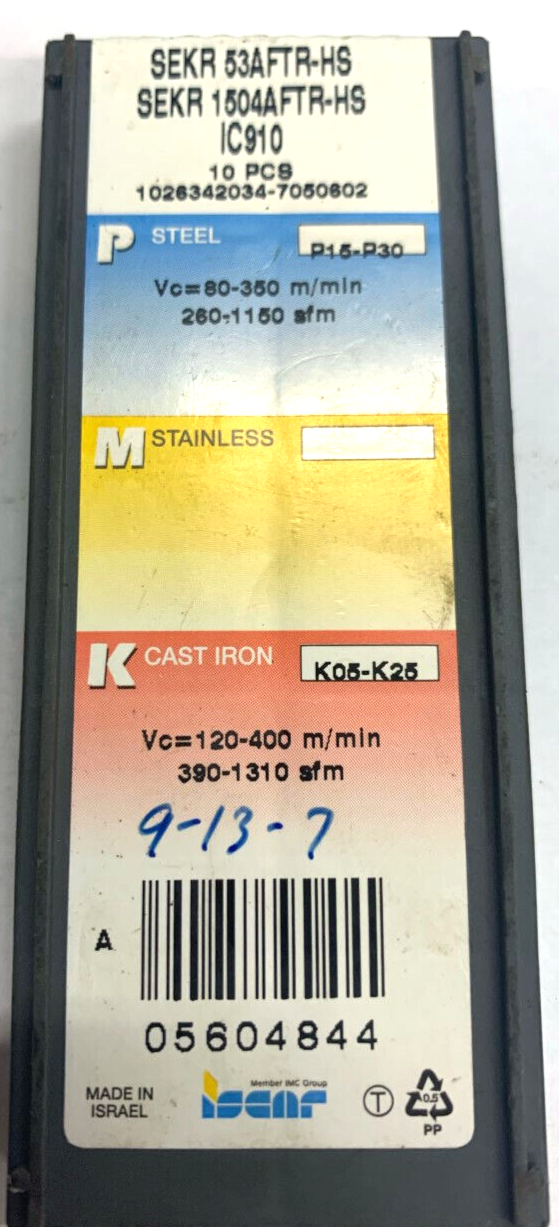 SEKR 53AFTR-HS
SEKR 1504AFTR-HS
IC910
10 PCS
1026342034-7050602
P STEEL P15-P30
Vc=80-350 m/min
260-1150 sfm
M STAINLESS
K CAST IRON K05-K25
Vc=120-400 m/min
390-1310 sfm
9-13-7
A
05604844
MADE IN
ISRAEL
Member IMC Group
iscar
T
0.5
PP